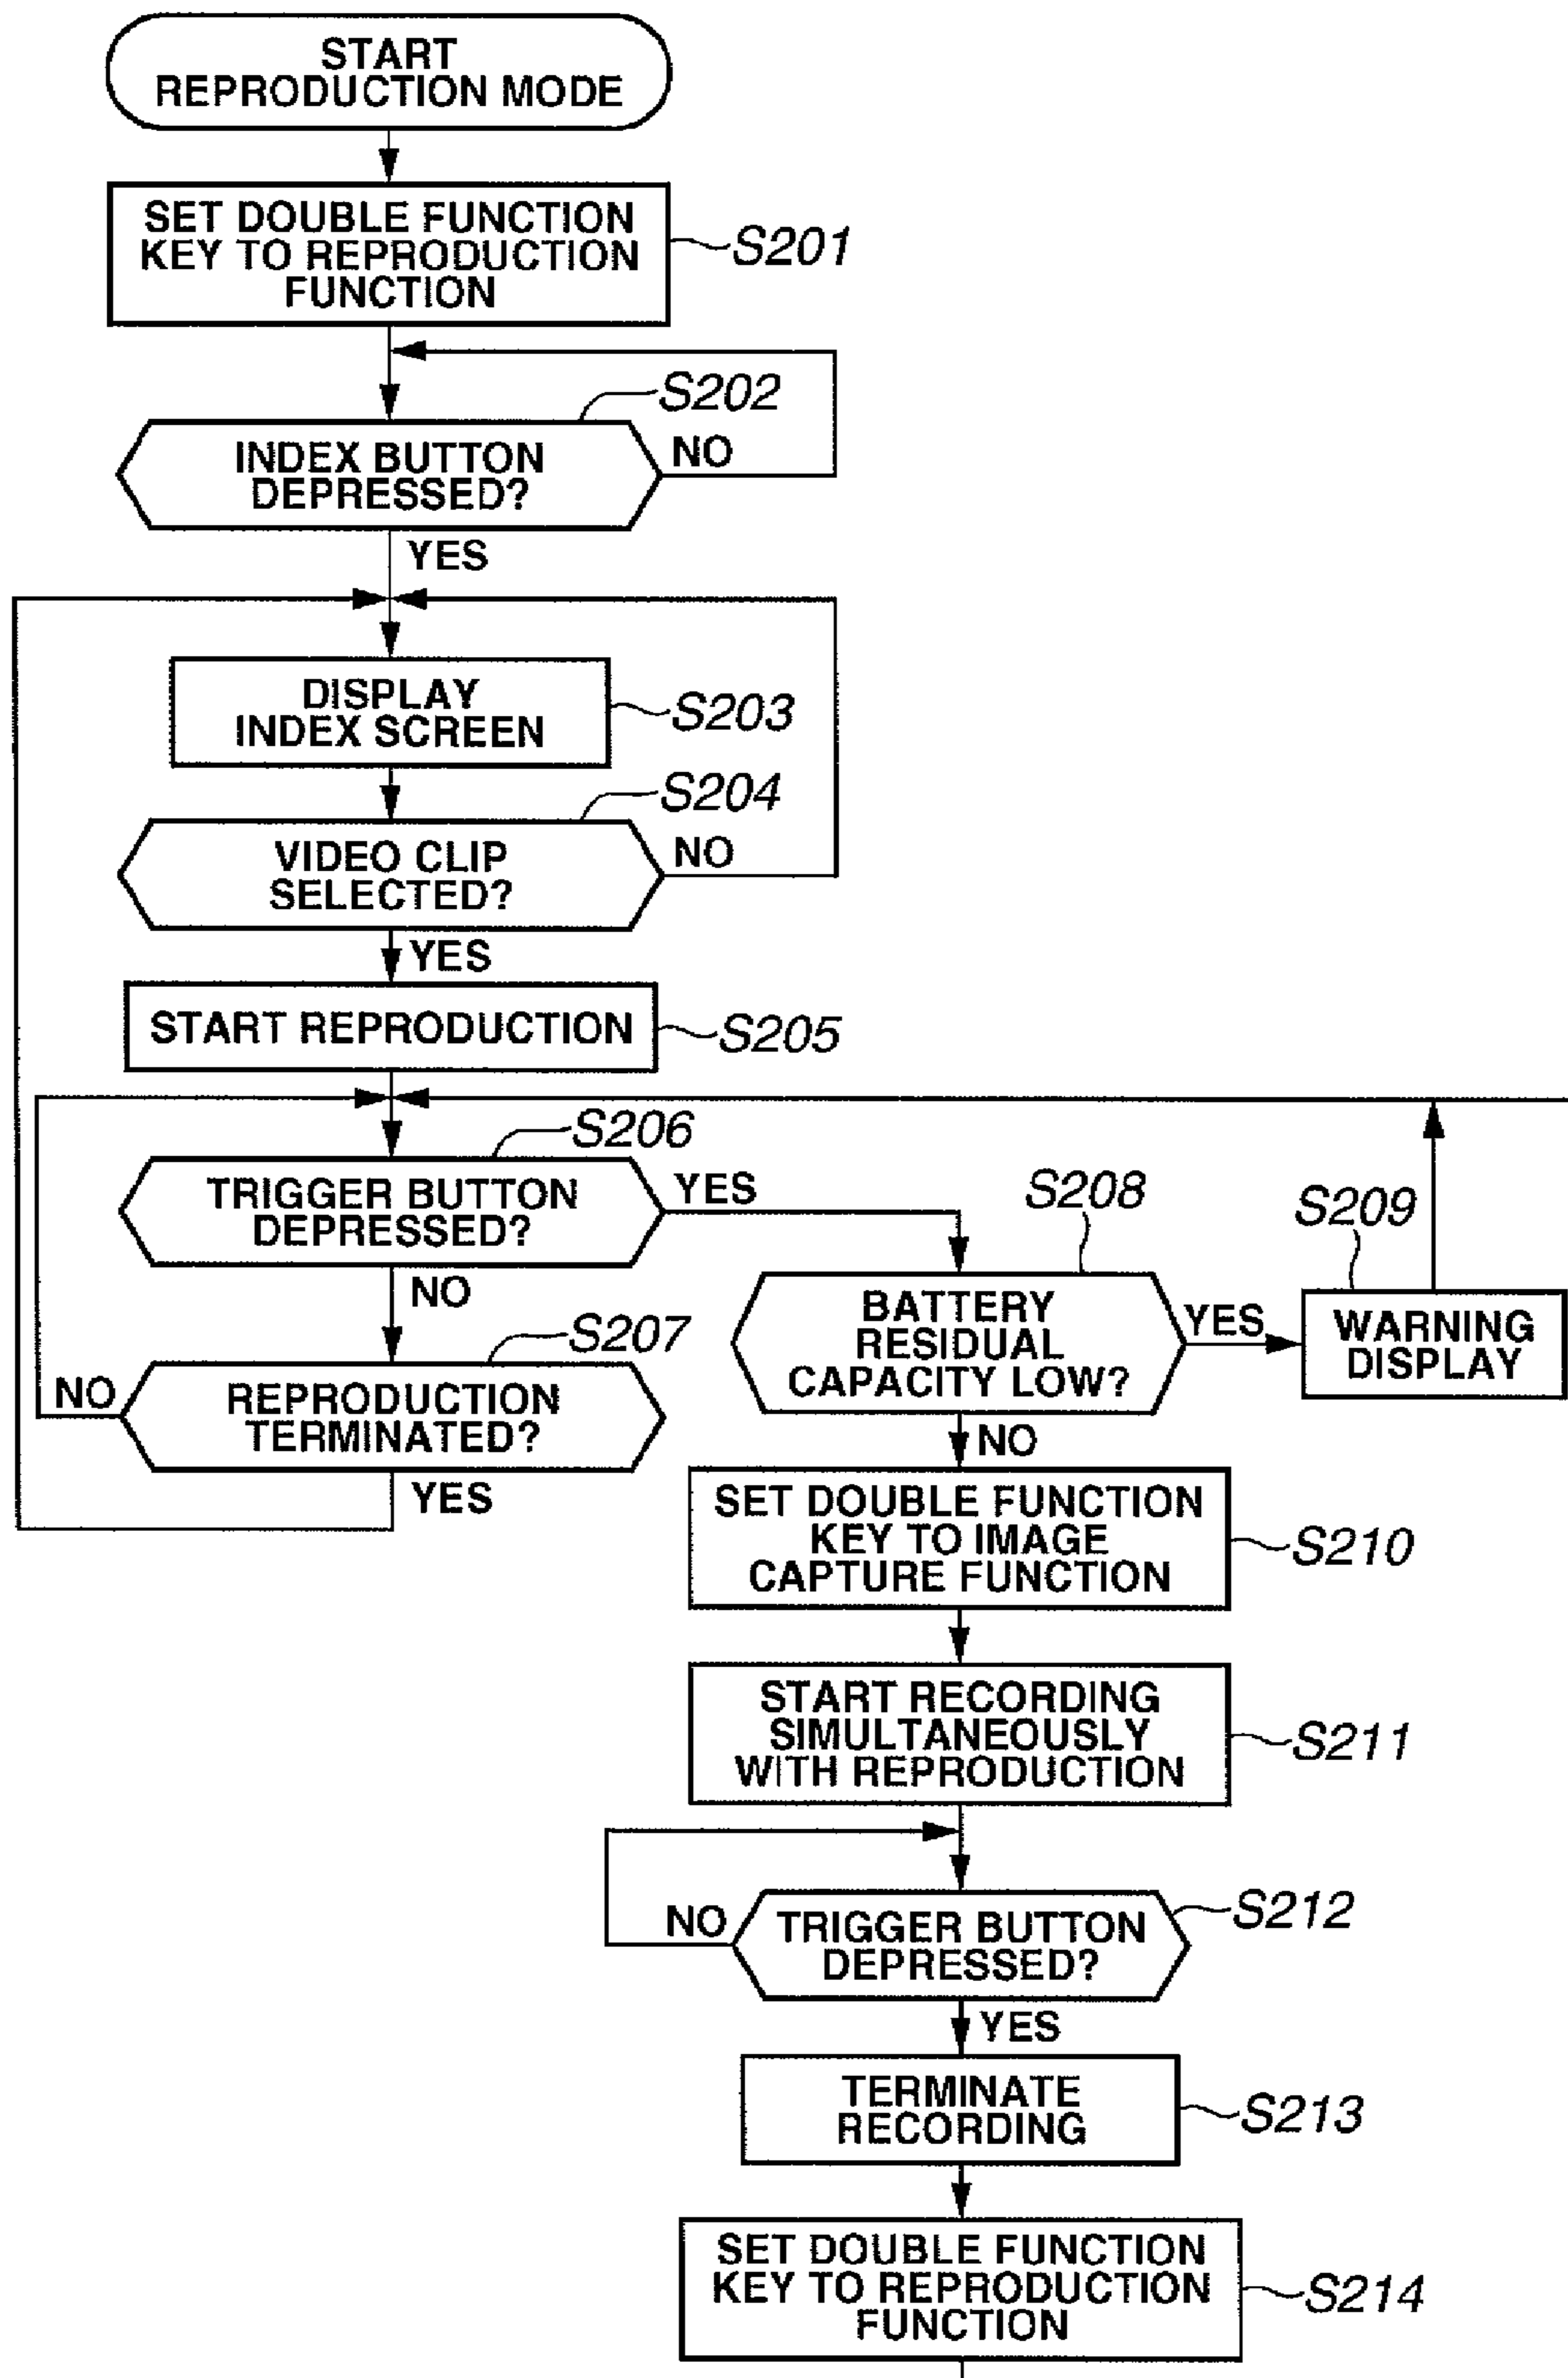 START
REPRODUCTION MODE
SET DOUBLE FUNCTION
KEY TO REPRODUCTION
FUNCTION
S201
S202
INDEX BUTTON
DEPRESSED?
NO
YES
DISPLAY
INDEX SCREEN
S203
S204
VIDEO CLIP
SELECTED?
NO
YES
START REPRODUCTION
S205
S206
TRIGGER BUTTON
DEPRESSED?
YES
NO
S207
REPRODUCTION
TERMINATED?
NO
YES
S208
BATTERY
RESIDUAL
CAPACITY LOW?
YES
S209
WARNING
DISPLAY
NO
SET DOUBLE FUNCTION
KEY TO IMAGE
CAPTURE FUNCTION
S210
START RECORDING
SIMULTANEOUSLY
WITH REPRODUCTION
S211
S212
TRIGGER BUTTON
DEPRESSED?
NO
YES
TERMINATE
RECORDING
S213
SET DOUBLE FUNCTION
KEY TO REPRODUCTION
FUNCTION
S214